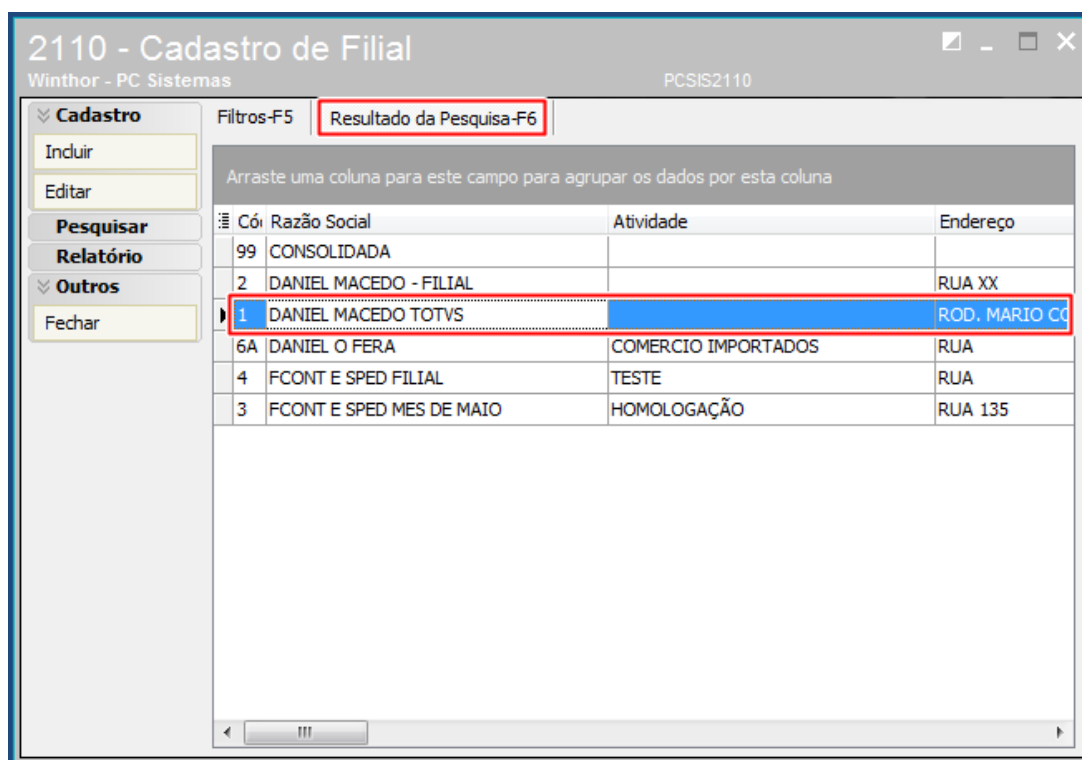 2110 - Cadastro de Filial
Winthor - PC Sistemas PCSIS2110
Cadastro
Incluir
Editar
Pesquisar
Relatório
Outros
Fechar
Filtros-F5 Resultado da Pesquisa-F6
Arraste uma coluna para este campo para agrupar os dados por esta coluna
Có Razão Social Atividade Endereço
99 CONSOLIDADA
2 DANIEL MACEDO - FILIAL RUA XX
1 DANIEL MACEDO TOTVS ROD. MARIO CO
6A DANIEL O FERA COMERCIO IMPORTADOS RUA
4 FCONT E SPED FILIAL TESTE RUA
3 FCONT E SPED MES DE MAIO HOMOLOGAÇÃO RUA 135